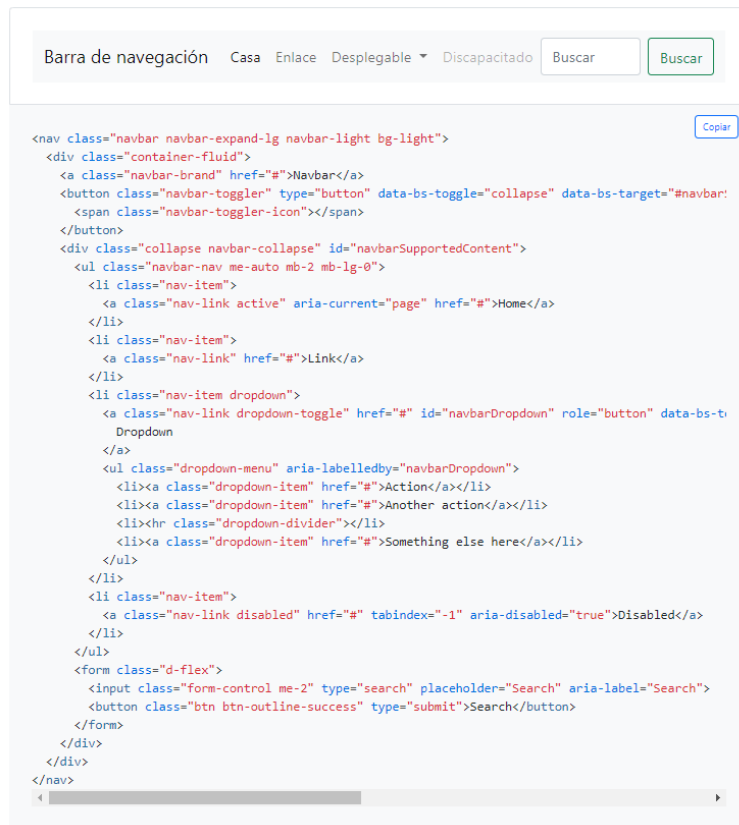 Barra de navegación Casa Enlace Desplegable Discapacitado Buscar Buscar
Copiar
<nav class="navbar navbar-expand-lg navbar-light bg-light">
  <div class="container-fluid">
    <a class="navbar-brand" href="#">Navbar</a>
    <button class="navbar-toggler" type="button" data-bs-toggle="collapse" data-bs-target="#navbarS
      <span class="navbar-toggler-icon"></span>
    </button>
    <div class="collapse navbar-collapse" id="navbarSupportedContent">
      <ul class="navbar-nav me-auto mb-2 mb-lg-0">
        <li class="nav-item">
          <a class="nav-link active" aria-current="page" href="#">Home</a>
        </li>
        <li class="nav-item">
          <a class="nav-link" href="#">Link</a>
        </li>
        <li class="nav-item dropdown">
          <a class="nav-link dropdown-toggle" href="#" id="navbarDropdown" role="button" data-bs-t
            Dropdown
          </a>
          <ul class="dropdown-menu" aria-labelledby="navbarDropdown">
            <li><a class="dropdown-item" href="#">Action</a></li>
            <li><a class="dropdown-item" href="#">Another action</a></li>
            <li><hr class="dropdown-divider"></li>
            <li><a class="dropdown-item" href="#">Something else here</a></li>
          </ul>
        </li>
        <li class="nav-item">
          <a class="nav-link disabled" href="#" tabindex="-1" aria-disabled="true">Disabled</a>
        </li>
      </ul>
      <form class="d-flex">
        <input class="form-control me-2" type="search" placeholder="Search" aria-label="Search">
        <button class="btn btn-outline-success" type="submit">Search</button>
      </form>
    </div>
  </div>
</nav>